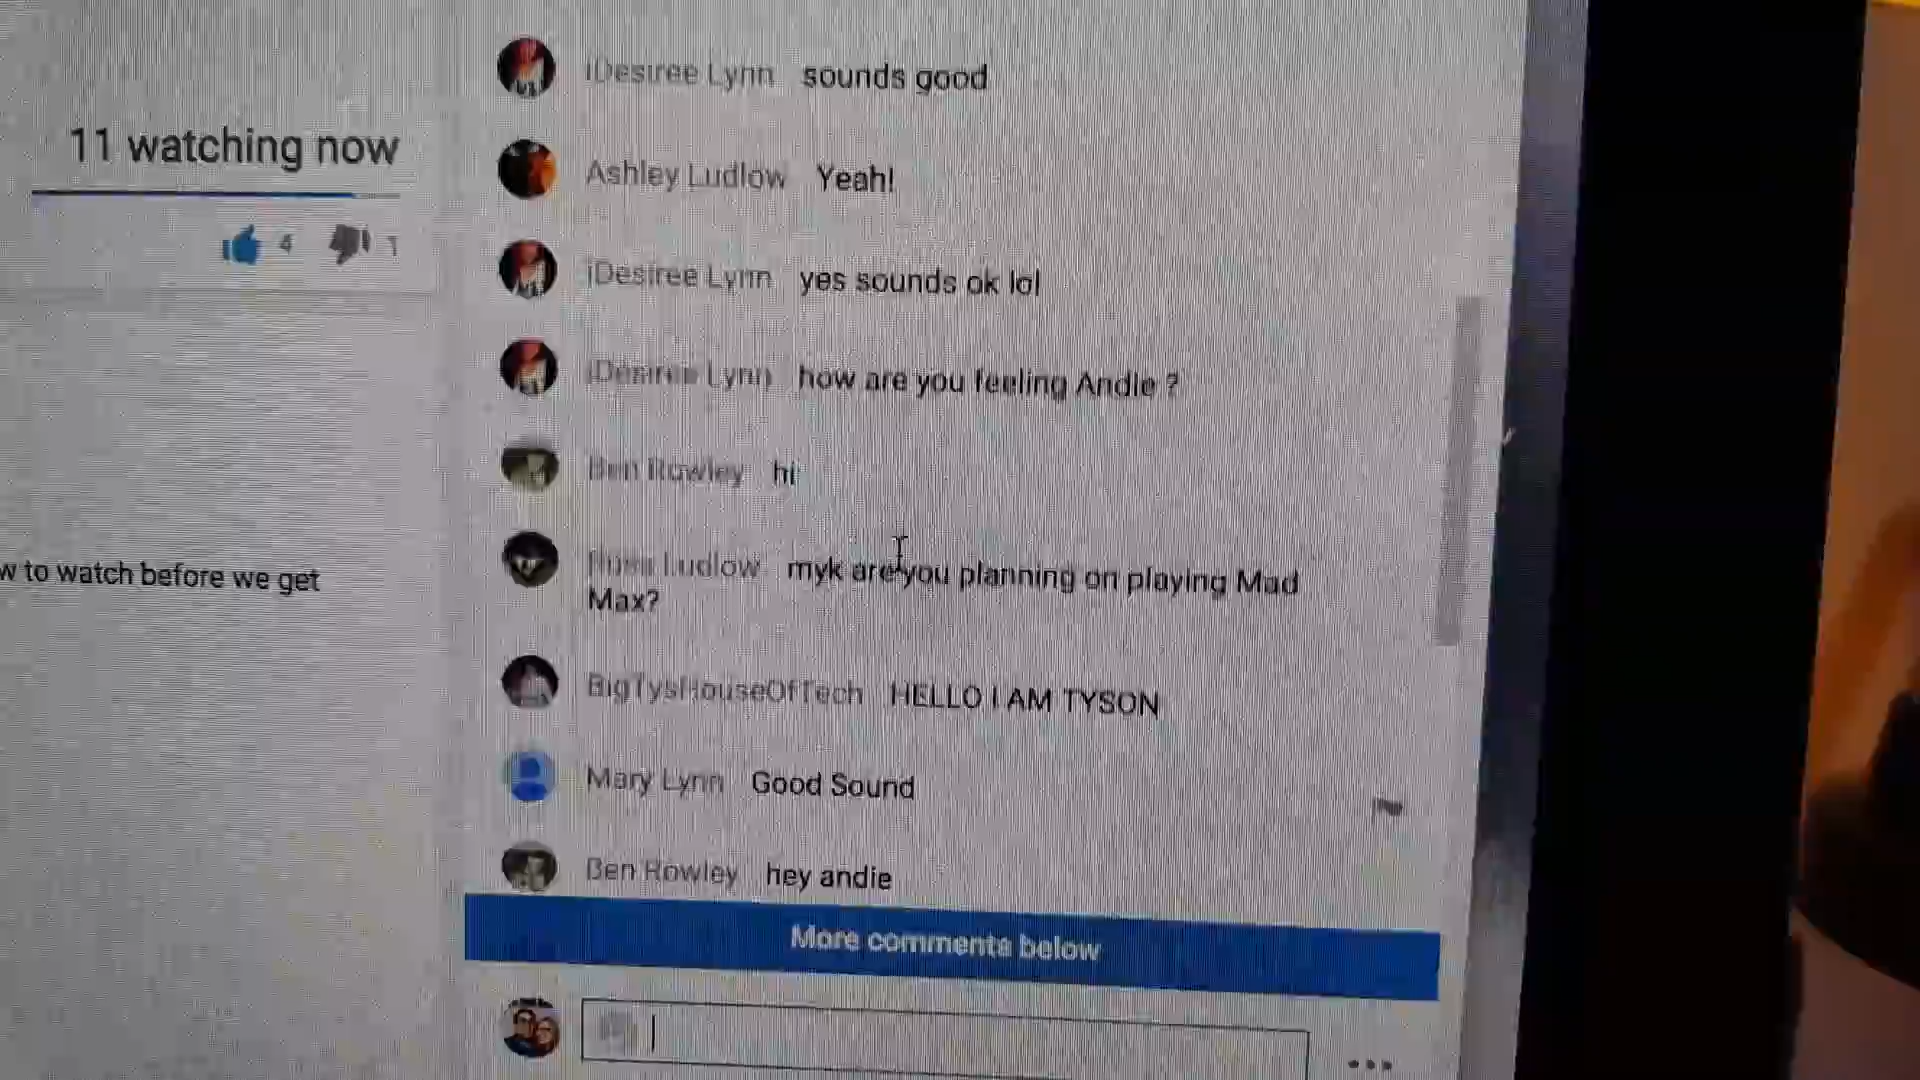 iDesiree Lynn sounds good
11 watching now
Ashley Ludlow Yeah!
4 1
iDesiree Lynn yes sounds ok lol
iDesiree Lynn how are you feeling Andie ?
Ben Rowley hi
Ludlow myk are you planning on playing Mad
Max?
w to watch before we get
BigTysHouseOfTech HELLO I AM TYSON
Mary Lynn Good Sound
Ben Rowley hey andie
More comments below